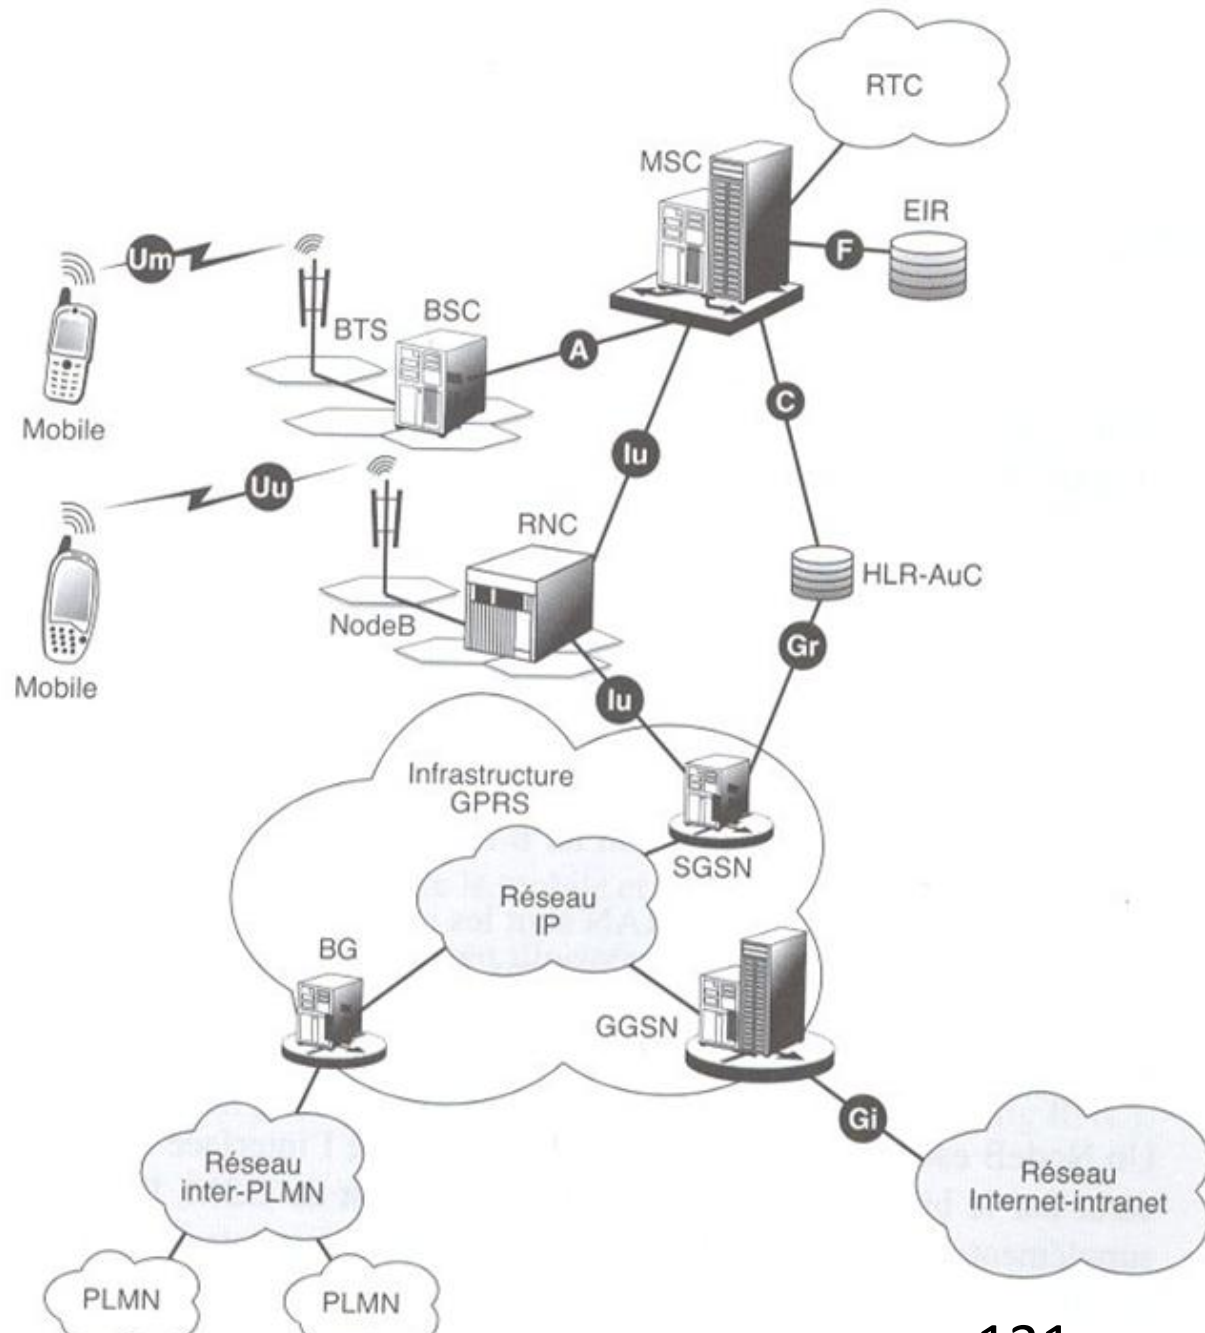 RTC
MSC
EIR
F
Um
BTS
BSC
A
Mobile
C
Iu
Uu
RNC
HLR-AuC
NodeB
Gr
Mobile
Iu
Infrastructure
GPRS
SGSN
Réseau
IP
BG
GGSN
Gi
Réseau
inter-PLMN
Réseau
Internet-intranet
PLMN
PLMN
131